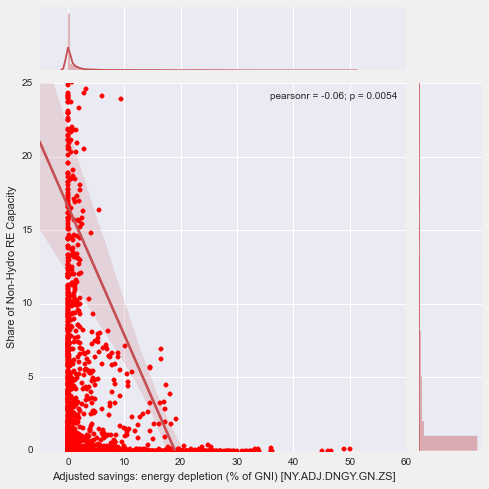 pearsonr = -0.06; p = 0.0054
25
20
15
10
5
0
Share of Non-Hydro RE Capacity
0 10 20 30 40 50 60
Adjusted savings: energy depletion (% of GNI) [NY.ADJ.DNGY.GN.ZS]